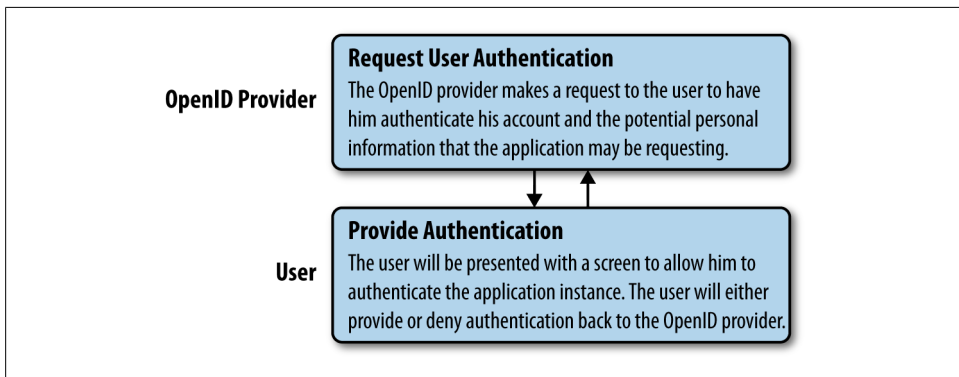 OpenID Provider
Request User Authentication
The OpenID provider makes a request to the user to have
him authenticate his account and the potential personal
information that the application may be requesting.
User
Provide Authentication
The user will be presented with a screen to allow him to
authenticate the application instance. The user will either
provide or deny authentication back to the OpenID provider.